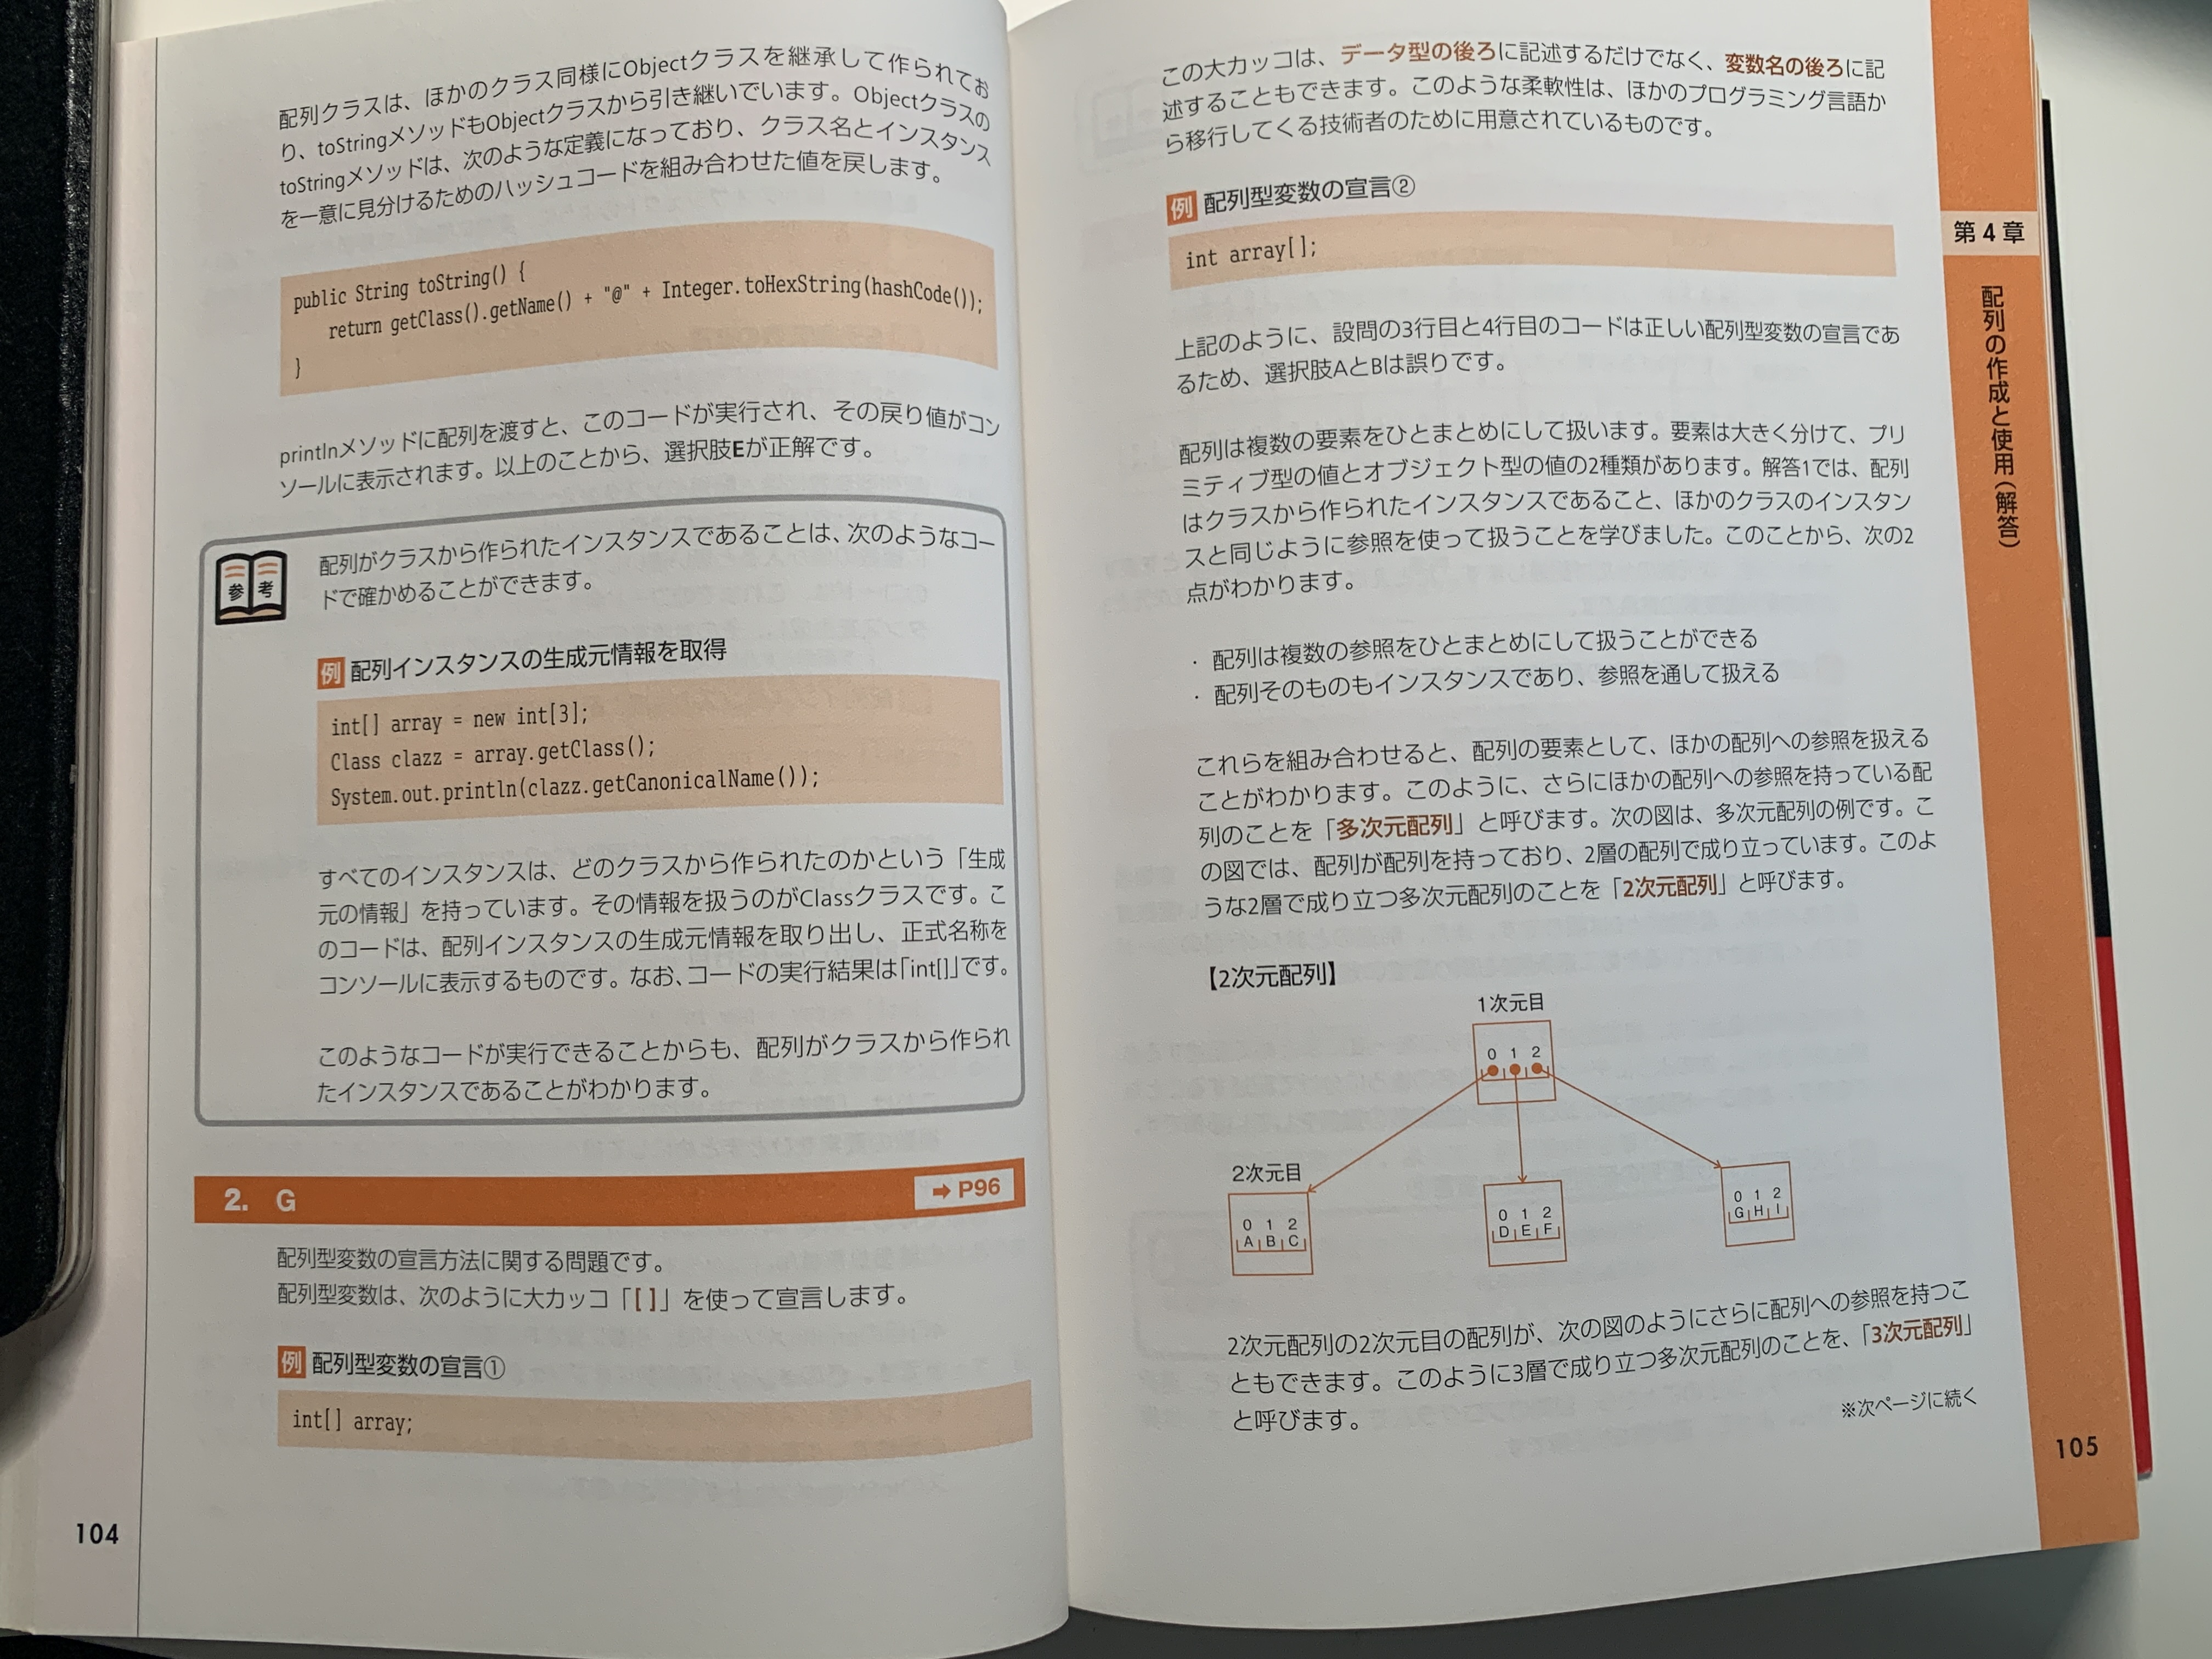 配列クラスは、ほかのクラス同様にObjectクラスを継承して作られてお
り、toStringメソッドもObjectクラスから引き継いでいます。Objectクラスの
toStringメソッドは、次のような定義になっており、クラス名とインスタンス
を一意に見分けるためのハッシュコードを組み合わせた値を戻します。
public String toString() {
return getClass().getName() + "@" + Integer.toHexString(hashCode());
}
printlnメソッドに配列を渡すと、このコードが実行され、その戻り値がコン
ソールに表示されます。以上のことから、選択肢Eが正解です。
参考
配列がクラスから作られたインスタンスであることは、次のようなコー
ドで確かめることができます。
例 配列インスタンスの生成元情報を取得
int[] array = new int[3];
Class clazz = array.getClass();
System.out.println(clazz.getCanonicalName());
すべてのインスタンスは、どのクラスから作られたのかという「生成
元の情報」を持っています。その情報を扱うのがClassクラスです。こ
のコードは、配列インスタンスの生成元情報を取り出し、正式名称を
コンソールに表示するものです。なお、コードの実行結果は「int[]」です。
このようなコードが実行できることからも、配列がクラスから作られ
たインスタンスであることがわかります。
2. G ➡ P96
配列型変数の宣言方法に関する問題です。
配列型変数は、次のように大カッコ「[ ]」を使って宣言します。
例 配列型変数の宣言①
int[] array;
104
この大カッコは、データ型の後ろに記述するだけでなく、変数名の後ろに記
述することもできます。このような柔軟性は、ほかのプログラミング言語か
ら移行してくる技術者のために用意されているものです。
例 配列型変数の宣言②
int array[];
上記のように、設問の3行目と4行目のコードは正しい配列型変数の宣言であ
るため、選択肢AとBは誤りです。
配列は複数の要素をひとまとめにして扱います。要素は大きく分けて、プリ
ミティブ型の値とオブジェクト型の値の2種類があります。解答1では、配列
はクラスから作られたインスタンスであること、ほかのクラスのインスタン
スと同じように参照を使って扱うことを学びました。このことから、次の2
点がわかります。
・ 配列は複数の参照をひとまとめにして扱うことができる
・ 配列そのものもインスタンスであり、参照を通して扱える
これらを組み合わせると、配列の要素として、ほかの配列への参照を扱える
ことがわかります。このように、さらにほかの配列への参照を持っている配
列のことを「多次元配列」と呼びます。次の図は、多次元配列の例です。こ
の図では、配列が配列を持っており、2層の配列で成り立っています。このよ
うな2層で成り立つ多次元配列のことを「2次元配列」と呼びます。
【2次元配列】
1次元目
0 1 2
2次元目
0 1 2
A B C
0 1 2
D E F
0 1 2
G H I
2次元配列の2次元目の配列が、次の図のようにさらに配列への参照を持つこ
ともできます。このように3層で成り立つ多次元配列のことを、「3次元配列」
と呼びます。
※次ページに続く
105
第4章
配列の作成と使用（解答）